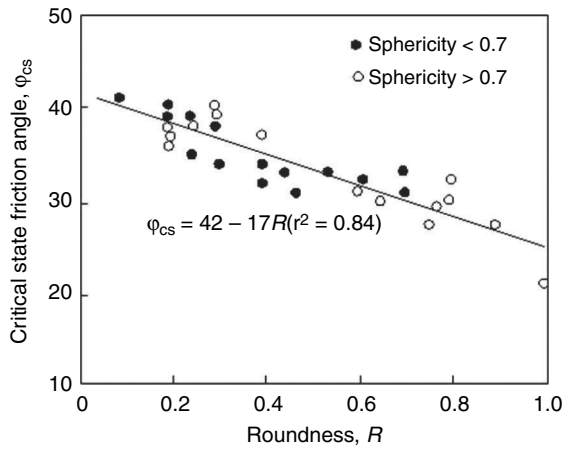 50
Sphericity < 0.7
Sphericity > 0.7
40
30
φcs = 42 – 17R(r² = 0.84)
20
10
0 0.2 0.4 0.6 0.8 1.0
Roundness, R
Critical state friction angle, φcs